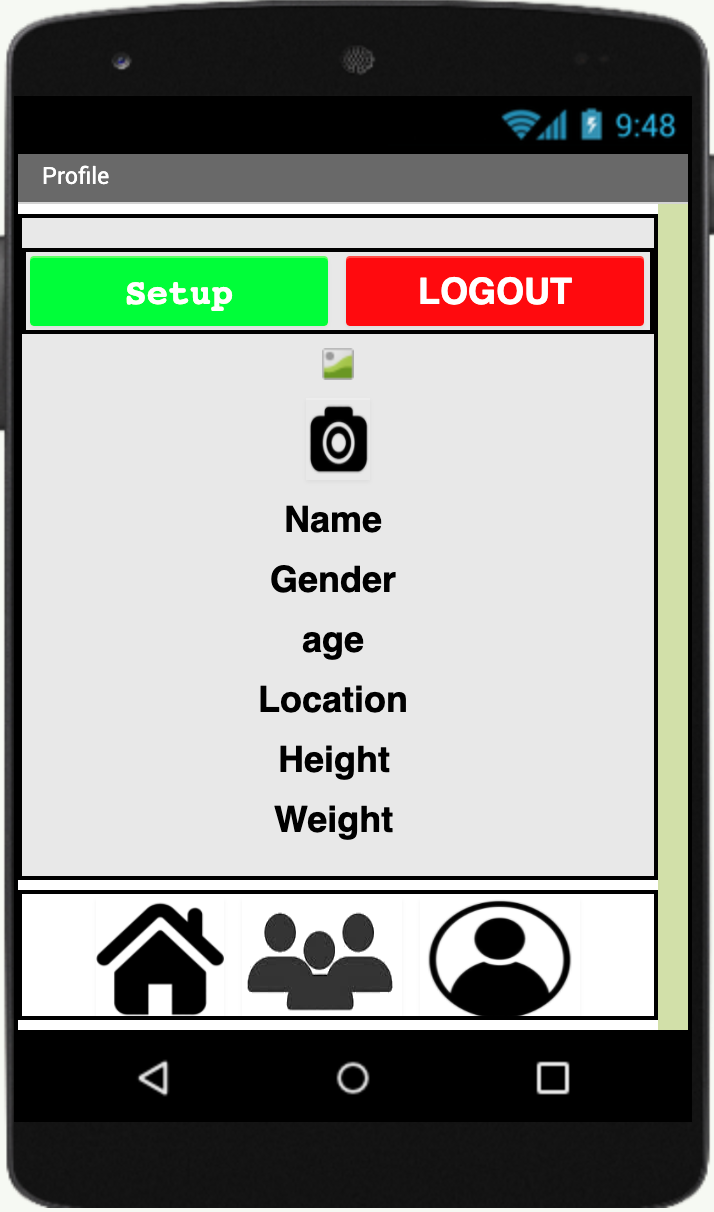 9:48
Profile
Setup LOGOUT
Name
Gender
age
Location
Height
Weight